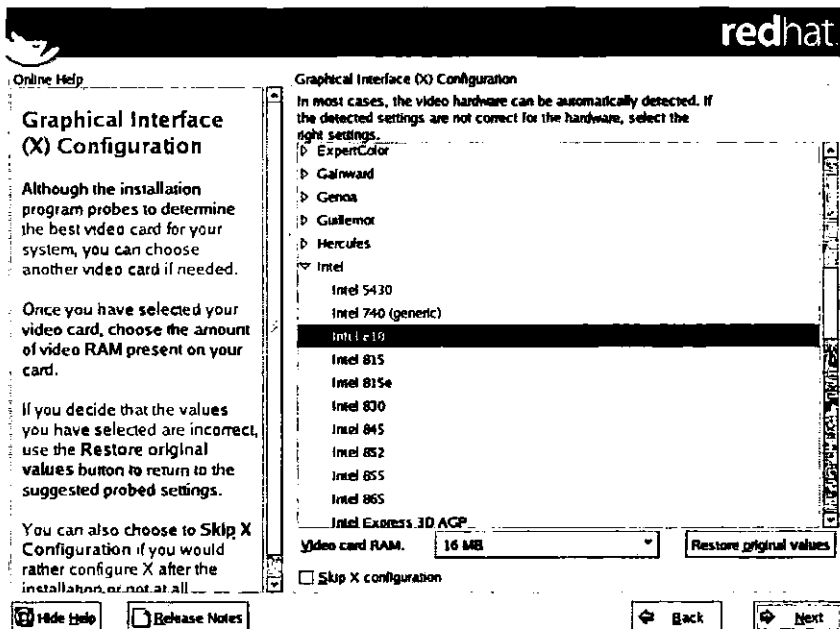 redhat
Online Help
Graphical Interface
(X) Configuration
Although the installation
program probes to determine
the best video card for your
system, you can choose
another video card if needed.
Once you have selected your
video card, choose the amount
of video RAM present on your
card.
If you decide that the values
you have selected are incorrect,
use the Restore original
values button to return to the
suggested probed settings.
You can also choose to Skip X
Configuration if you would
rather configure X after the
installation or not at all
Graphical Interface (X) Configuration
In most cases, the video hardware can be automatically detected. If
the detected settings are not correct for the hardware, select the
right settings.
ExpertColor
Gainward
Genoa
Guillemot
Hercules
Intel
Intel 5430
Intel 740 (generic)
Intel 810
Intel 815
Intel 815e
Intel 830
Intel 845
Intel 852
Intel 855
Intel 865
Intel Express 3D AGP
Video card RAM. 16 MB Restore original values
Skip X configuration
Hide Help Release Notes Back Next